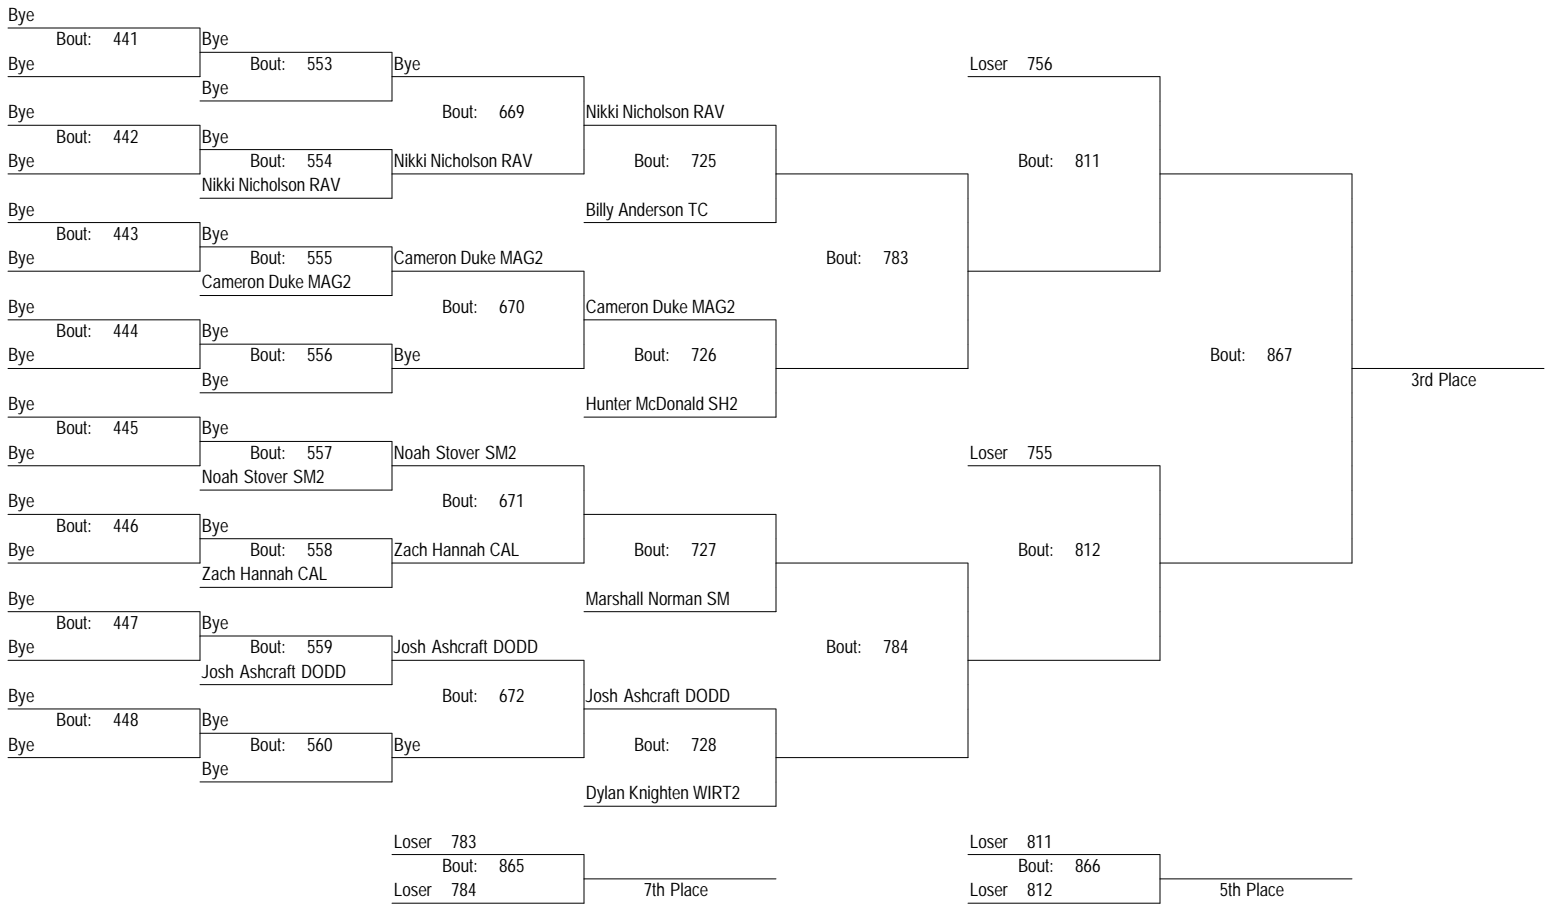 Bye
Bout: 441 Bye
Bye Bout: 553 Bye Loser 756
Bye
Bye Bout: 669 Nikki Nicholson RAV
Bout: 442 Bye
Bye Bout: 554 Nikki Nicholson RAV Bout: 725 Bout: 811
Nikki Nicholson RAV
Bye Billy Anderson TC
Bout: 443 Bye
Bye Bout: 555 Cameron Duke MAG2 Bout: 783
Cameron Duke MAG2
Bye Bout: 670 Cameron Duke MAG2
Bout: 444 Bye
Bye Bout: 556 Bye Bout: 726 Bout: 867
Bye 3rd Place
Bye Hunter McDonald SH2
Bout: 445 Bye
Bye Bout: 557 Noah Stover SM2 Loser 755
Noah Stover SM2
Bye Bout: 671
Bout: 446 Bye
Bye Bout: 558 Zach Hannah CAL Bout: 727 Bout: 812
Zach Hannah CAL
Bye Marshall Norman SM
Bout: 447 Bye
Bye Bout: 559 Josh Ashcraft DODD Bout: 784
Josh Ashcraft DODD
Bye Bout: 672 Josh Ashcraft DODD
Bout: 448 Bye
Bye Bout: 560 Bye Bout: 728
Bye
Dylan Knighten WIRT2
Loser 783 Loser 811
Bout: 865 Bout: 866
Loser 784 7th Place Loser 812 5th Place